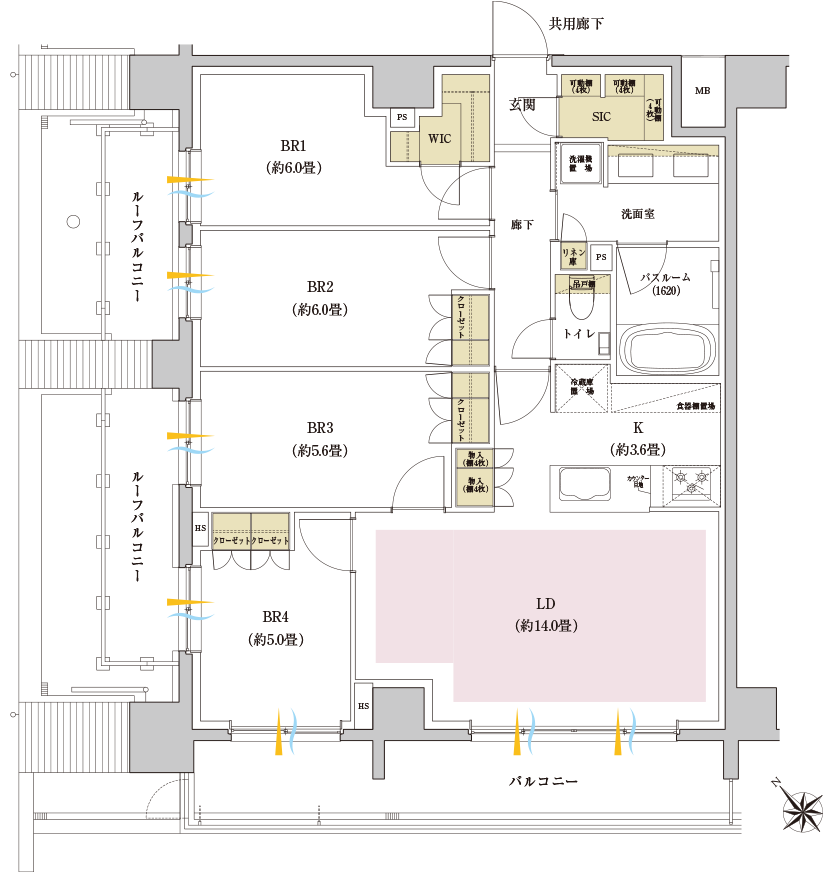 共用廊下
玄関
可動棚
(4枚)
可動棚
(4枚)
可動棚
(4枚)
SIC
MB
PS
WIC
BR1
(約6.0畳)
洗濯機
置場
洗面室
廊下
リネン
庫
PS
バスルーム
(1620)
吊戸棚
トイレ
ルーフバルコニー
BR2
(約6.0畳)
クローゼット
クローゼット
冷蔵庫
置場
食器棚置場
BR3
(約5.6畳)
K
(約3.6畳)
物入
(棚4枚)
物入
(棚4枚)
カウンター
目地
ルーフバルコニー
HS
クローゼット
クローゼット
BR4
(約5.0畳)
LD
(約14.0畳)
HS
バルコニー
N